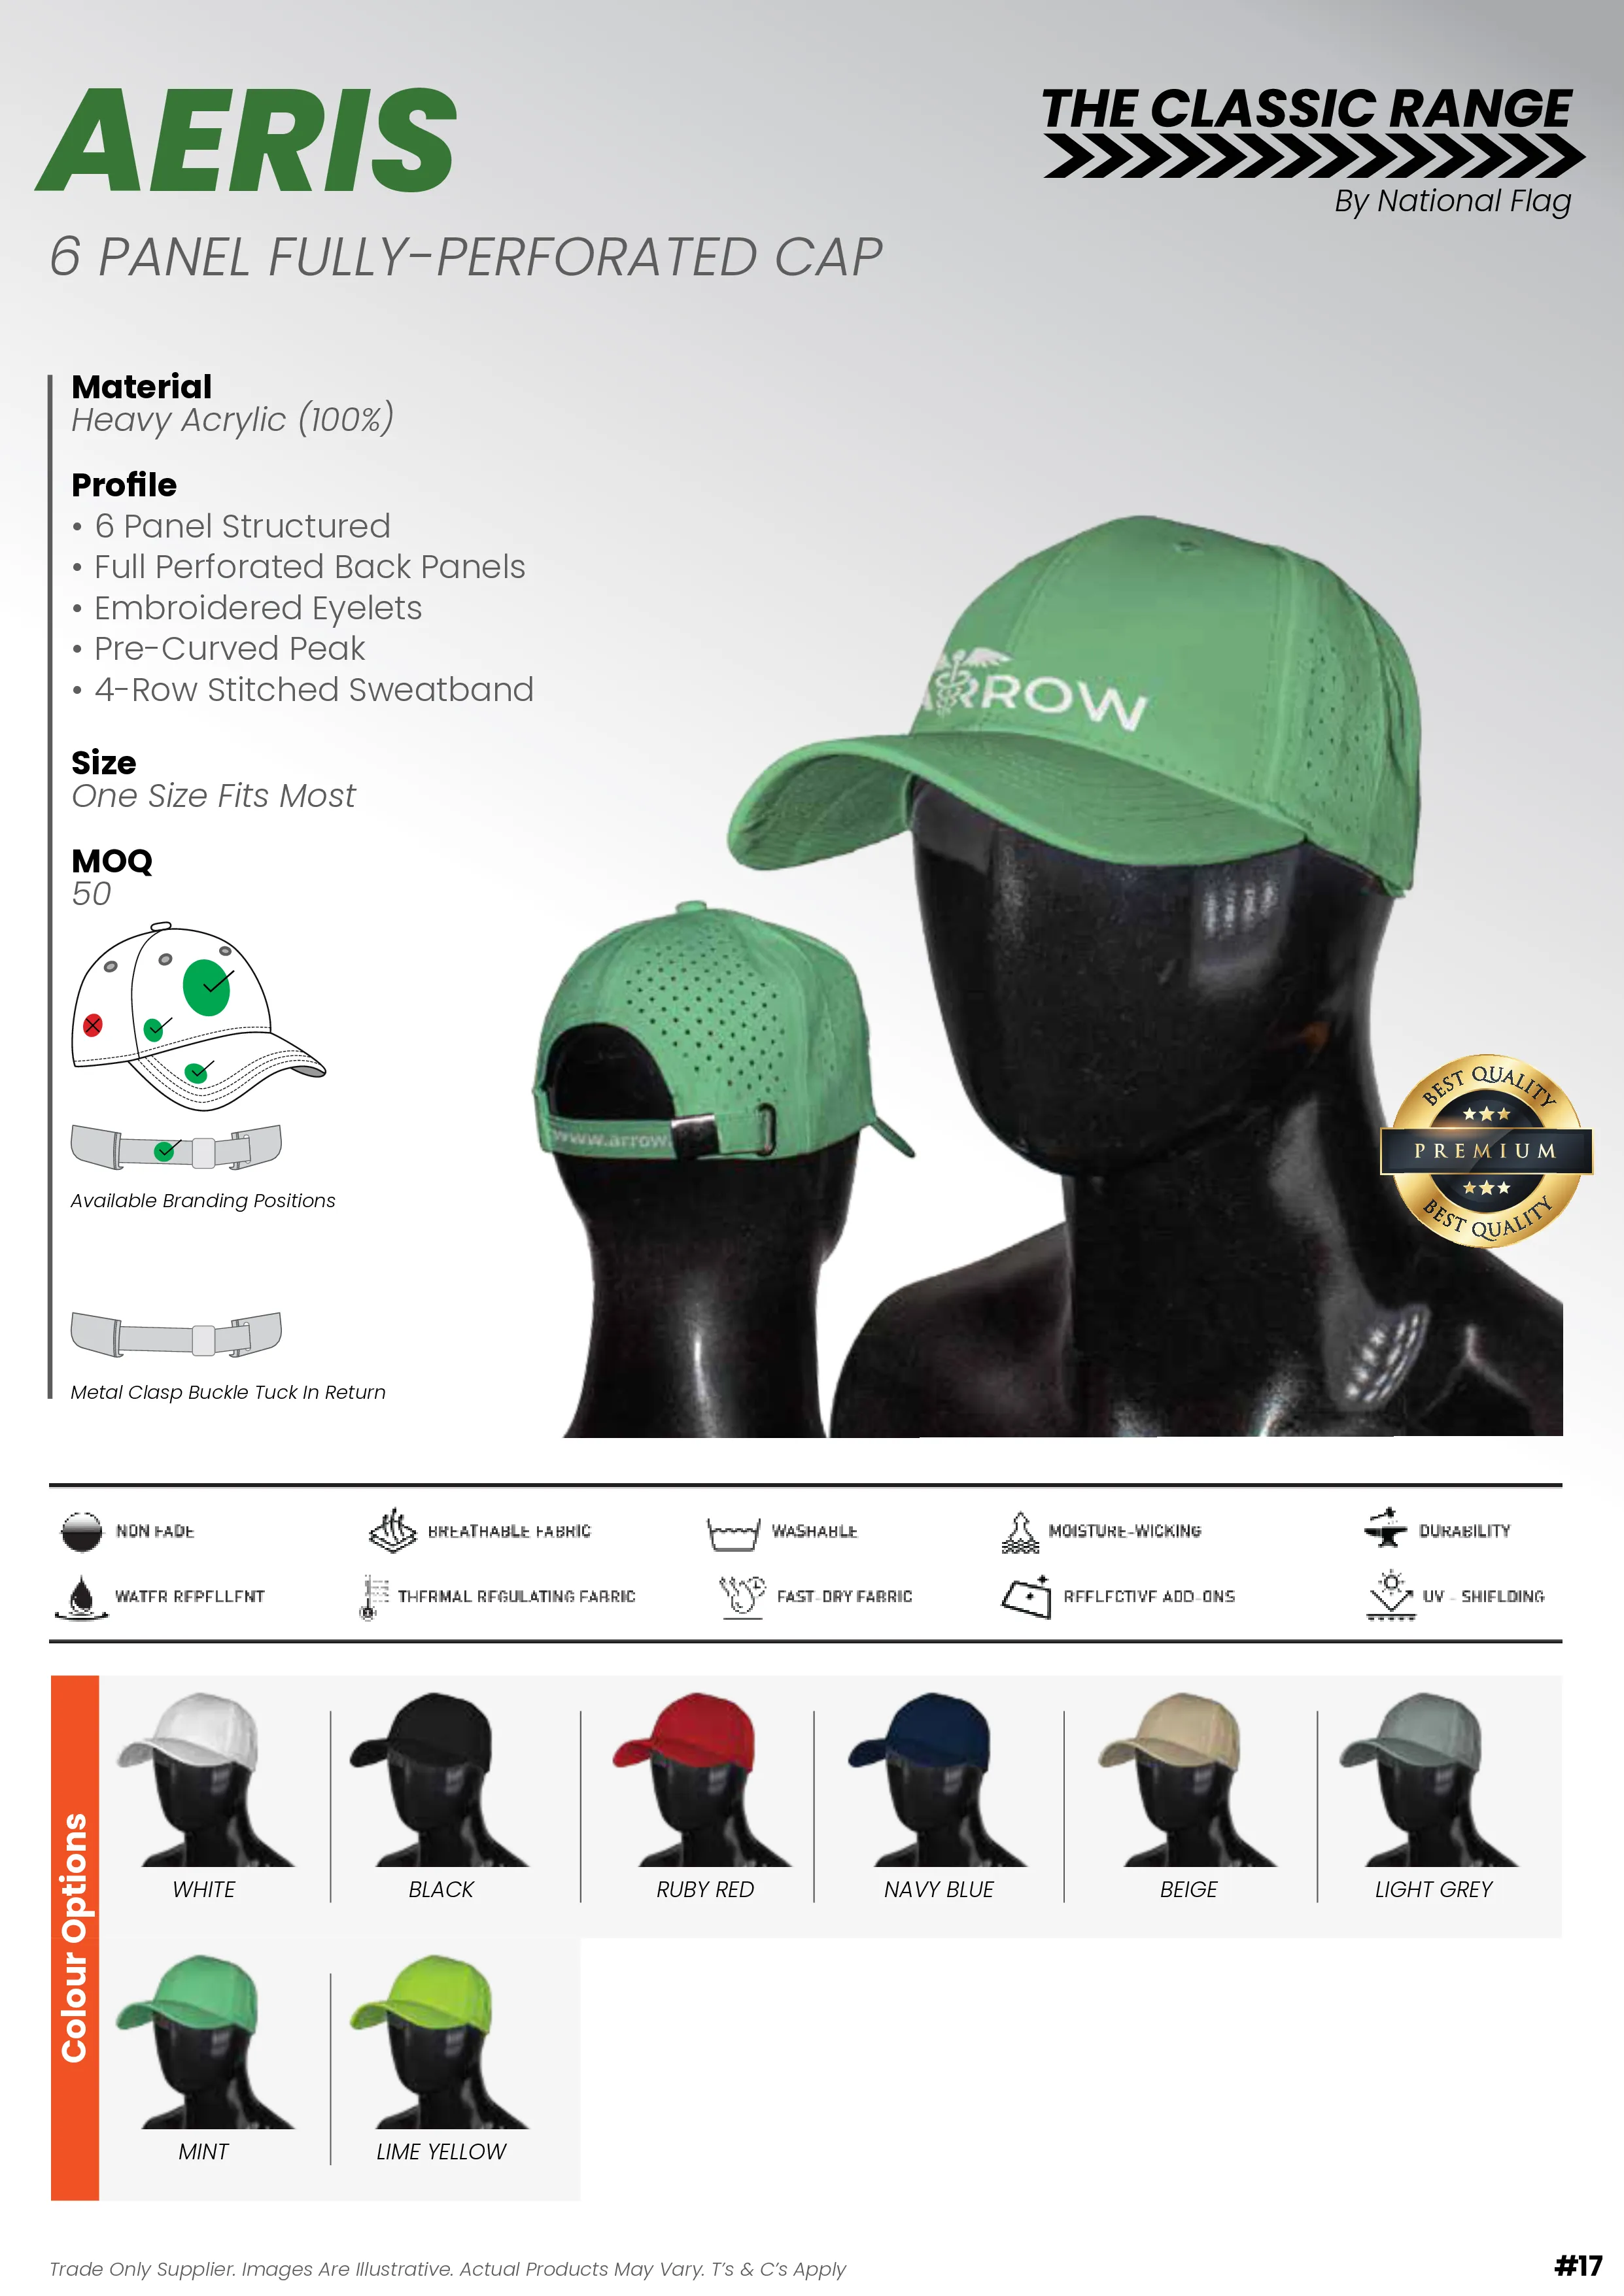 AERIS
THE CLASSIC RANGE
By National Flag
6 PANEL FULLY-PERFORATED CAP
Material
Heavy Acrylic (100%)
Profile
• 6 Panel Structured
• Full Perforated Back Panels
• Embroidered Eyelets
• Pre-Curved Peak
• 4-Row Stitched Sweatband
Size
One Size Fits Most
MOQ
50
ARROW
www.arrow.
Available Branding Positions
Metal Clasp Buckle Tuck In Return
BEST QUALITY
PREMIUM
BEST QUALITY
NON FADE
BREATHABLE FABRIC
WASHABLE
MOISTURE-WICKING
DURABILITY
WATER REPELLENT
THERMAL REGULATING FABRIC
FAST-DRY FABRIC
REFLECTIVE ADD-ONS
UV - SHIELDING
Colour Options
WHITE
BLACK
RUBY RED
NAVY BLUE
BEIGE
LIGHT GREY
MINT
LIME YELLOW
Trade Only Supplier. Images Are Illustrative. Actual Products May Vary. T's & C's Apply
#17